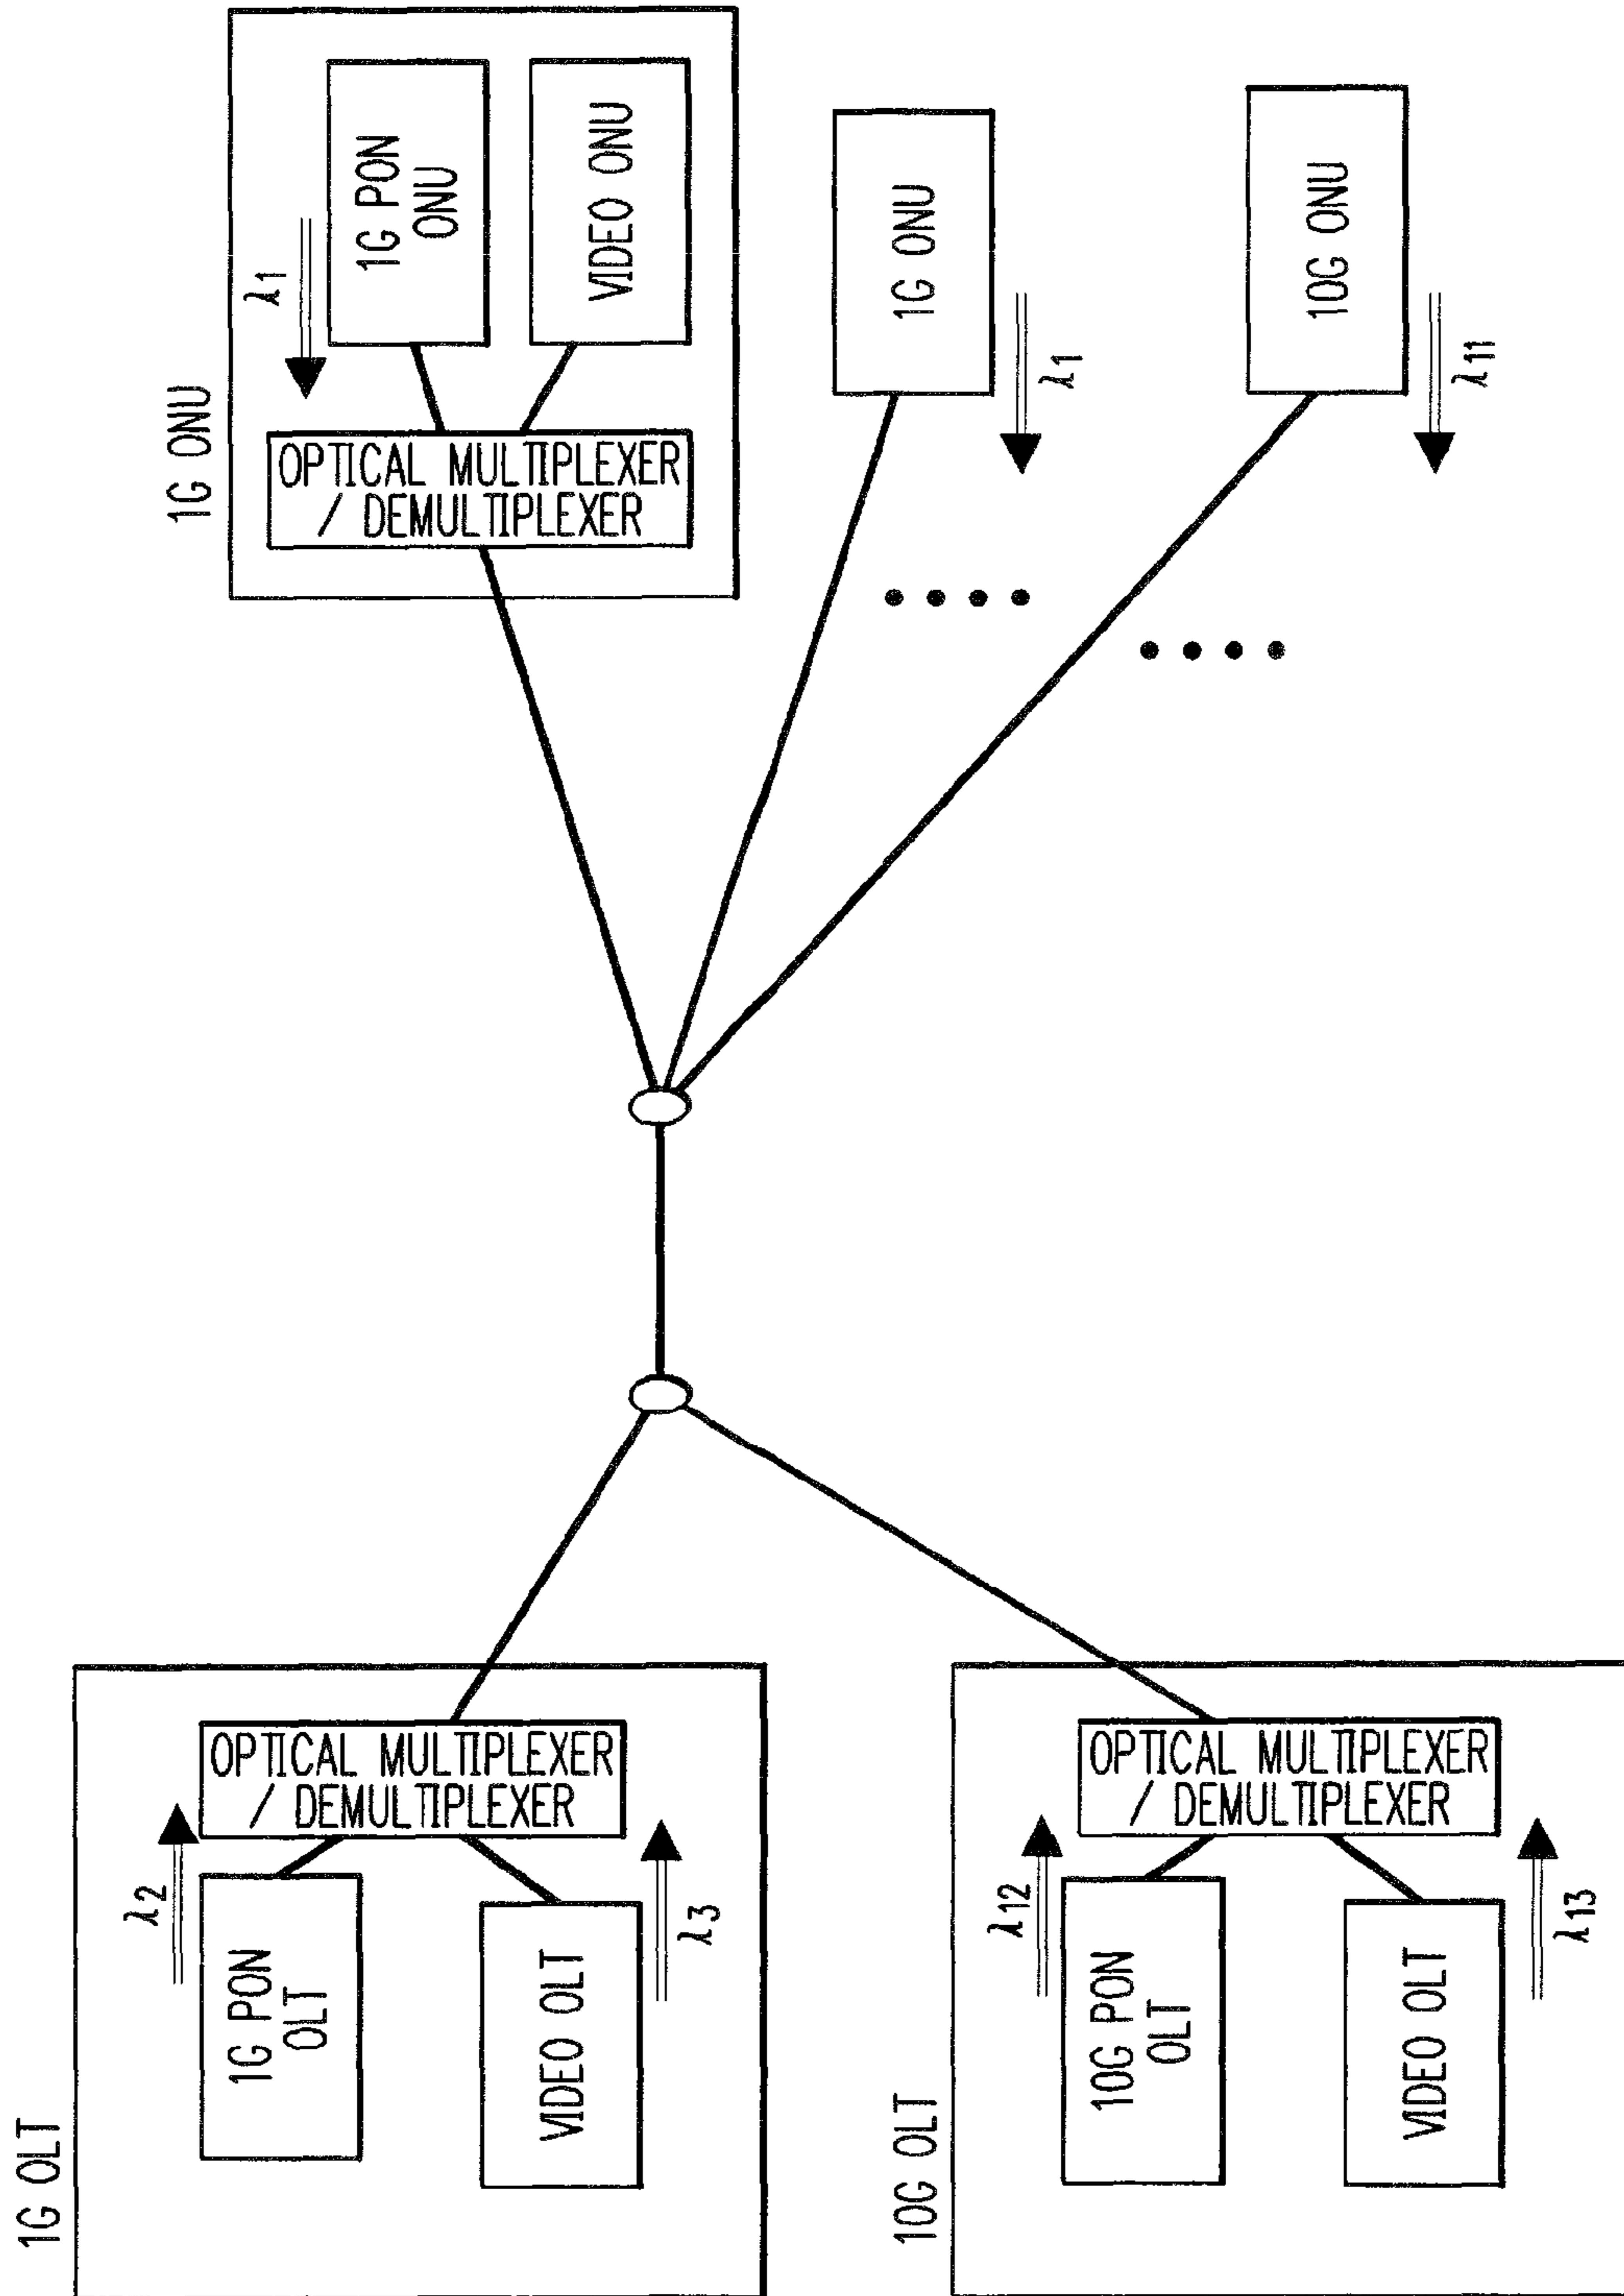 1G OLT
λ2
1G PON
OLT
VIDEO OLT
λ3
OPTICAL MULTIPLEXER
/ DEMULTIPLEXER
10G OLT
λ12
10G PON
OLT
VIDEO OLT
λ13
OPTICAL MULTIPLEXER
/ DEMULTIPLEXER
1G ONU
OPTICAL MULTIPLEXER
/ DEMULTIPLEXER
λ1
1G PON
ONU
VIDEO ONU
1G ONU
λ1
10G ONU
λ11